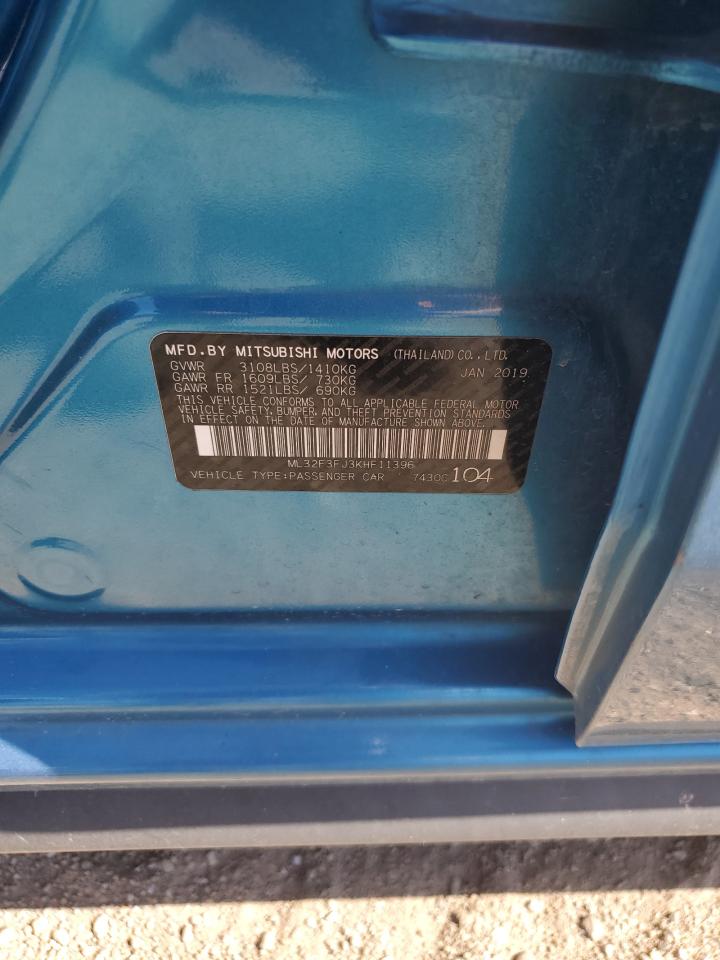 MFD.BY MITSUBISHI MOTORS (THAILAND) CO., LTD.
GVWR 3108LBS/1410KG JAN 2019
GAWR FR 1609LBS/ 730KG
GAWR RR 1521LBS/ 690KG
THIS VEHICLE CONFORMS TO ALL APPLICABLE FEDERAL MOTOR
VEHICLE SAFETY, BUMPER, AND THEFT PREVENTION STANDARDS
IN EFFECT ON THE DATE OF MANUFACTURE SHOWN ABOVE.
ML32F3FJ3KHF11396
VEHICLE TYPE:PASSENGER CAR 7430G 104